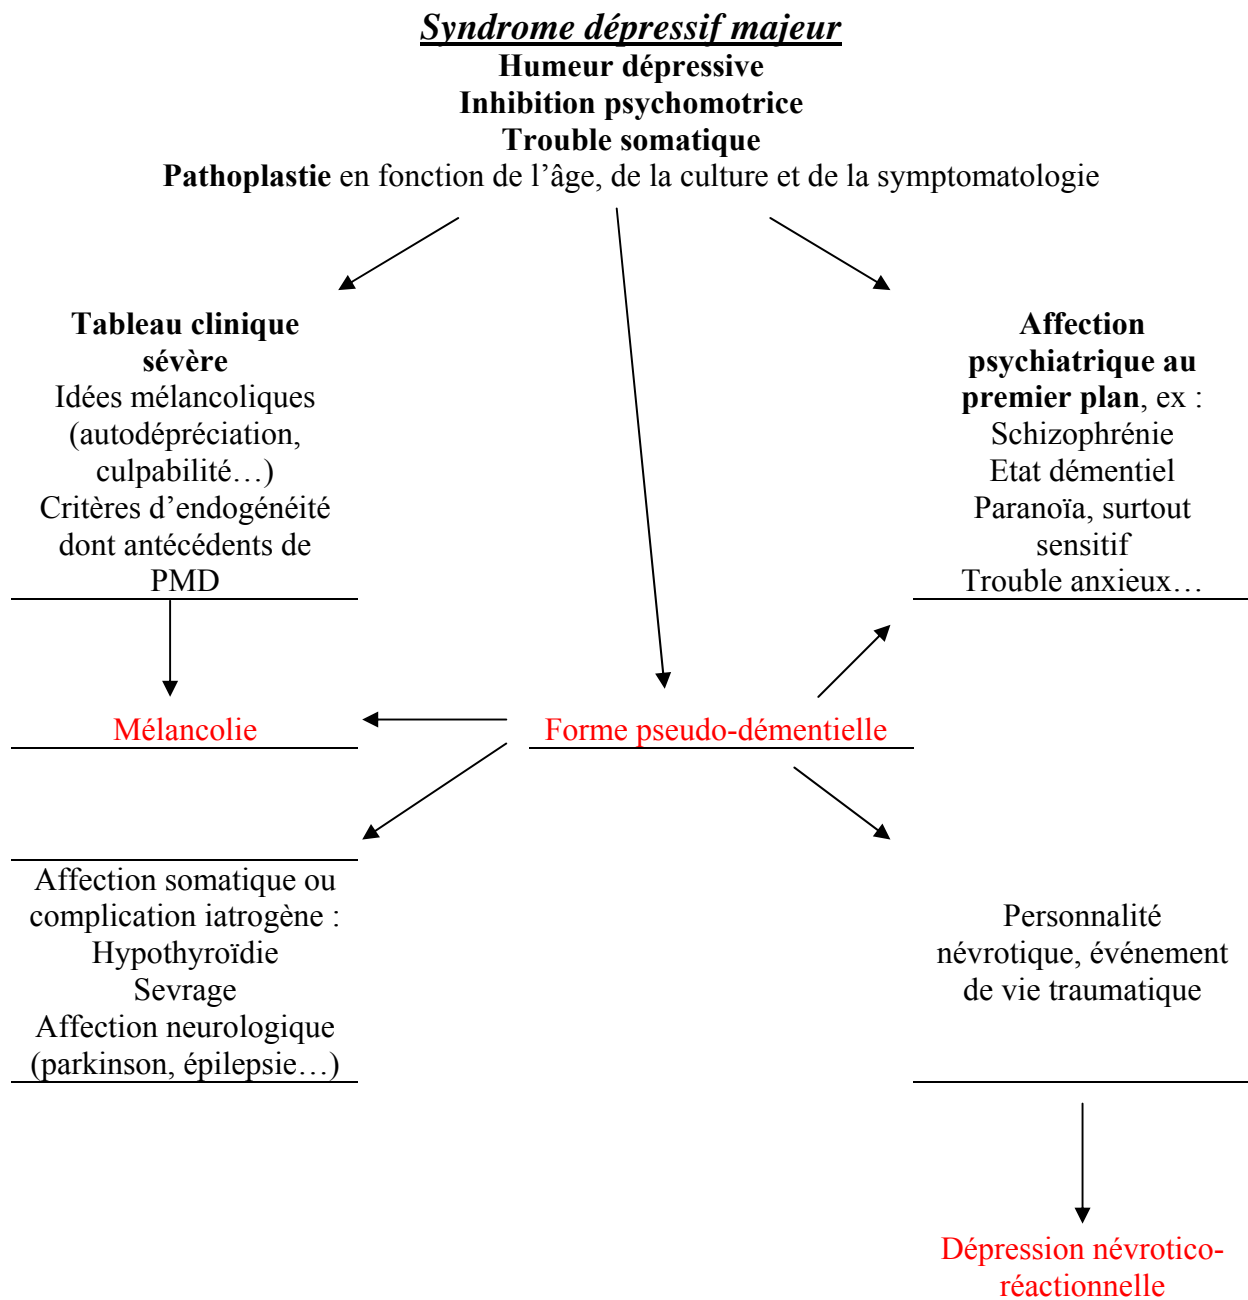 Syndrome dépressif majeur
Humeur dépressive
Inhibition psychomotrice
Trouble somatique
Pathoplastie en fonction de l’âge, de la culture et de la symptomatologie
Tableau clinique
sévère
Idées mélancoliques
(autodépréciation,
culpabilité…)
Critères d’endogénéité
dont antécédents de
PMD
Affection
psychiatrique au
premier plan, ex :
Schizophrénie
Etat démentiel
Paranoïa, surtout
sensitif
Trouble anxieux…
Mélancolie
Forme pseudo-démentielle
Affection somatique ou
complication iatrogène :
Hypothyroïdie
Sevrage
Affection neurologique
(parkinson, épilepsie…)
Personnalité
névrotique, événement
de vie traumatique
Dépression névrotico-
réactionnelle